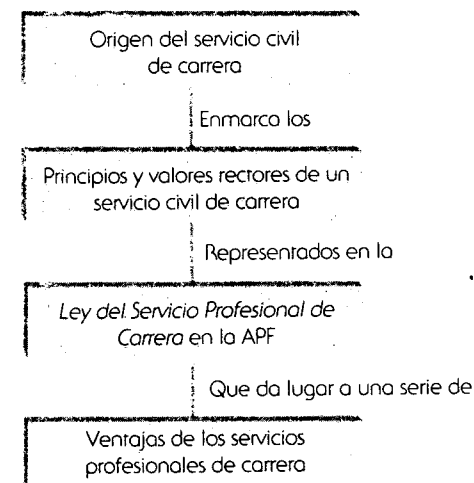 Origen del servicio civil
de carrera
Enmarca los
Principios y valores rectores de un
servicio civil de carrera
Representados en la
Ley del Servicio Profesional de
Carrera en la APF
Que da lugar a una serie de
Ventajas de los servicios
profesionales de carrera